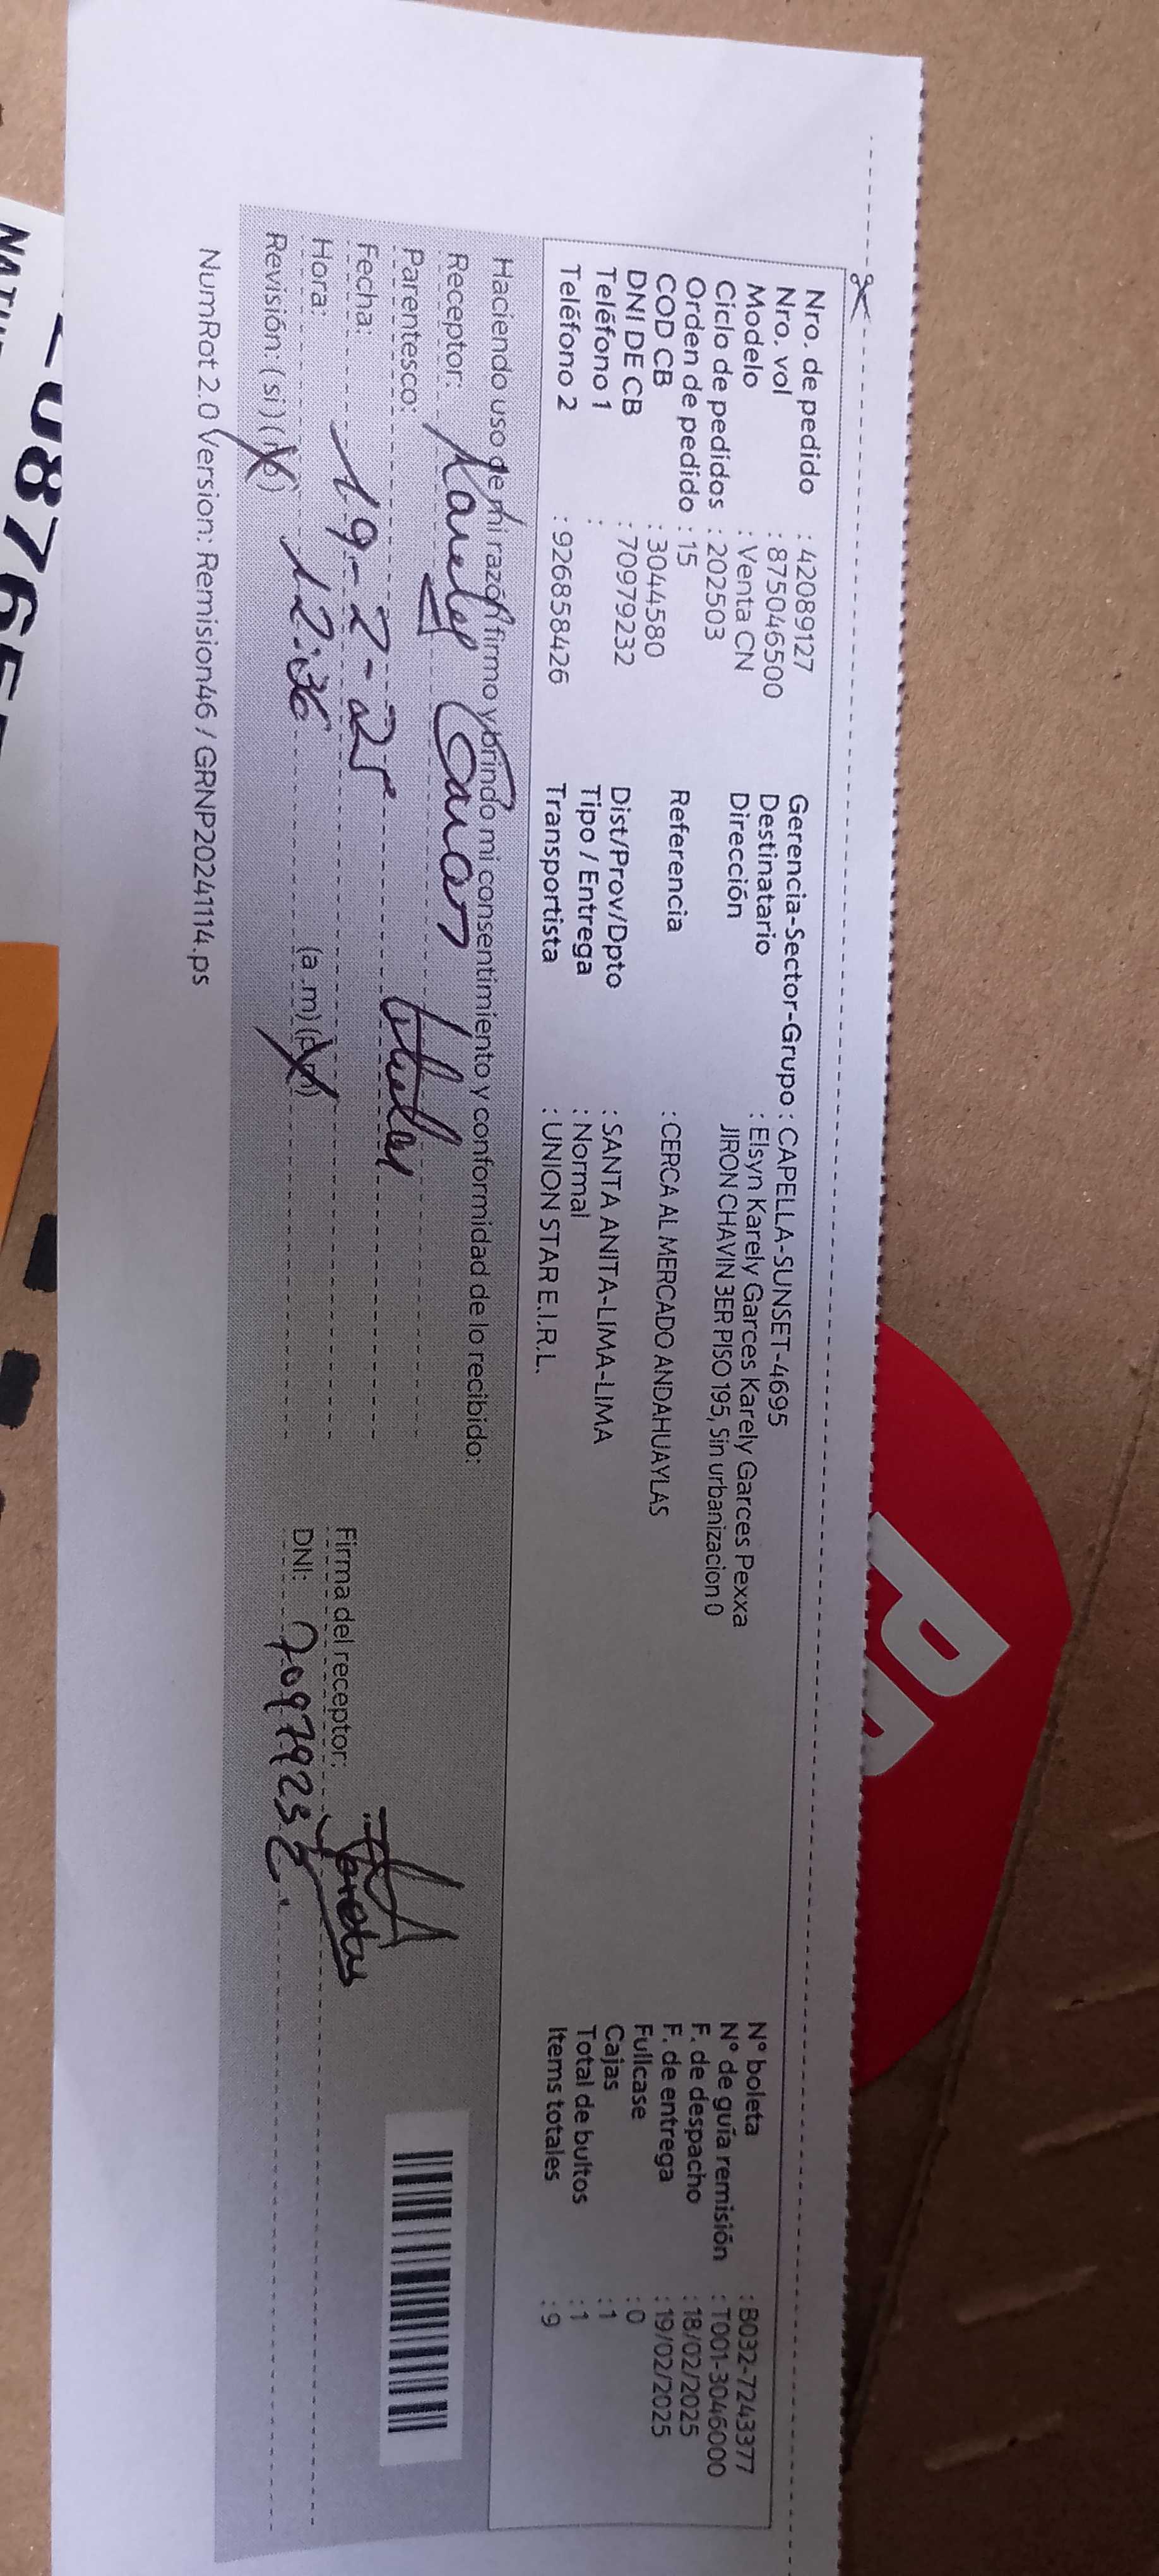 Nro. de pedido : 42089127
Nro. vol : 875046500
Modelo : Venta CN
Ciclo de pedidos : 202503
Orden de pedido : 15
COD CB : 3044580
DNI DE CB : 70979232
Teléfono 1 :
Teléfono 2 : 926858426
Gerencia-Sector-Grupo : CAPELLA-SUNSET-4695
Destinatario : Elsyn Karely Garces Karely Garces Pexxa
Dirección JIRON CHAVIN 3ER PISO 195, Sin urbanizacion 0
Referencia : CERCA AL MERCADO ANDAHUAYLAS
Dist/Prov/Dpto : SANTA ANITA-LIMA-LIMA
Tipo / Entrega : Normal
Transportista : UNION STAR E.I.R.L.
N° boleta : B032-7243377
N° de guía remisión : T001-3046000
F. de despacho : 18/02/2025
F. de entrega : 19/02/2025
Fullcase : 0
Cajas : 1
Total de bultos : 1
Items totales : 9
Haciendo uso de mi razón firmo y brindo mi consentimiento y conformidad de lo recibido:
Receptor: Karely
Parentesco: titular
Fecha: 19-2-25
Hora: 12:36 (a.m) (p.m)
Revisión: (si) (no)
Firma del receptor:
DNI: 70979232
NumRot 2.0 Version: Remision46 / GRNP20241114.ps